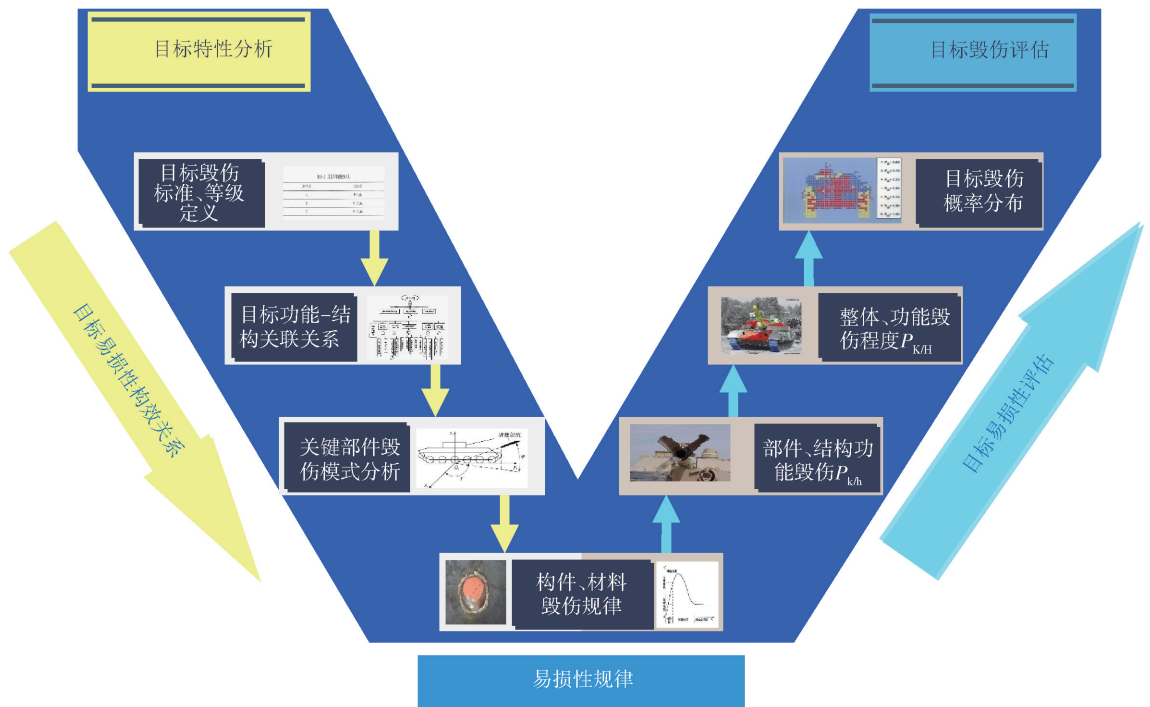 目标特性分析
目标毁伤评估
目标毁伤
标准、等级
定义
目标毁伤
概率分布
目标功能-结
构关联关系
整体、功能毁
伤程度P_K/H
关键部件毁
伤模式分析
部件、结构功
能毁伤P_k/h
构件、材料
毁伤规律
目标易损性构效关系
目标易损性评估
易损性规律